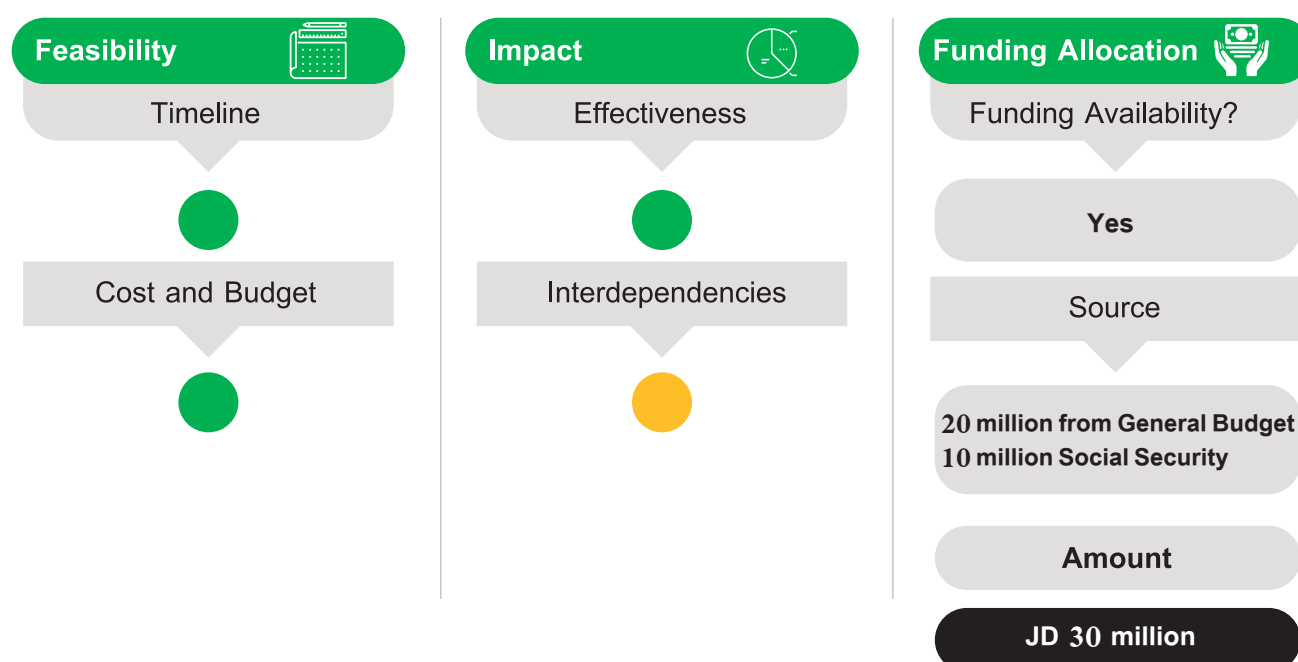 Feasibility
Timeline
Cost and Budget
Impact
Effectiveness
Interdependencies
Funding Allocation
Funding Availability?
Yes
Source
20 million from General Budget
10 million Social Security
Amount
JD 30 million